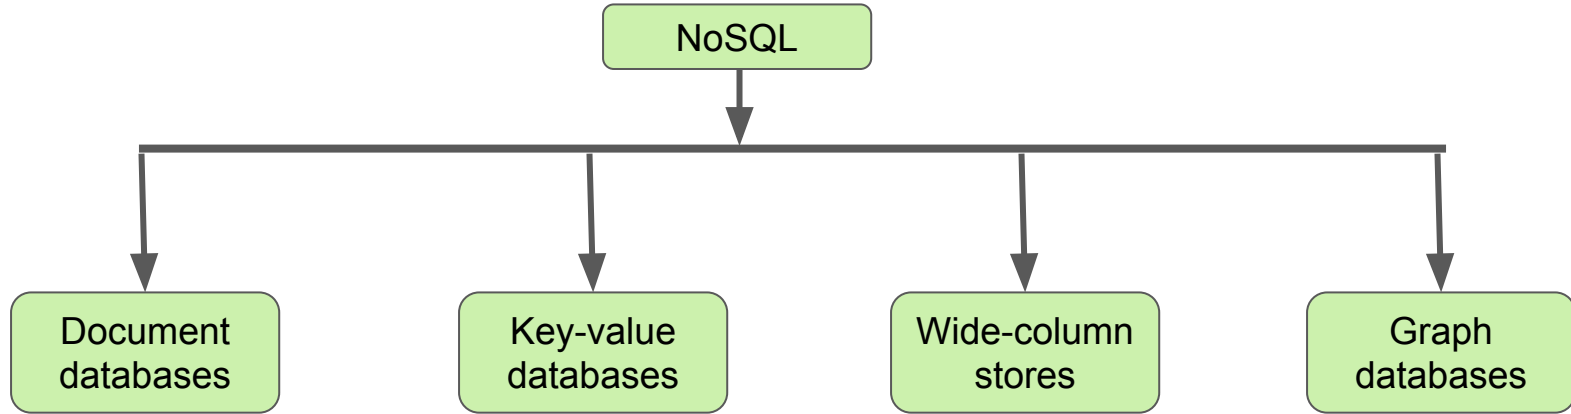 NoSQL
Document
databases
Key-value
databases
Wide-column
stores
Graph
databases